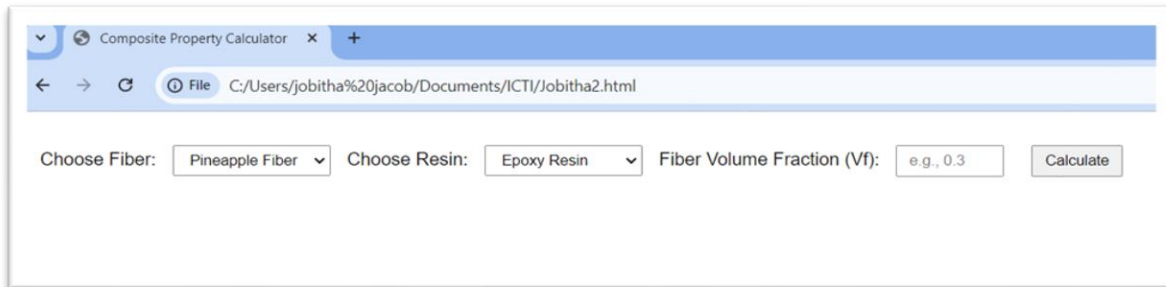 Composite Property Calculator
File C:/Users/jobitha%20jacob/Documents/ICTI/Jobitha2.html
Choose Fiber: Pineapple Fiber Choose Resin: Epoxy Resin Fiber Volume Fraction (Vf): e.g., 0.3 Calculate